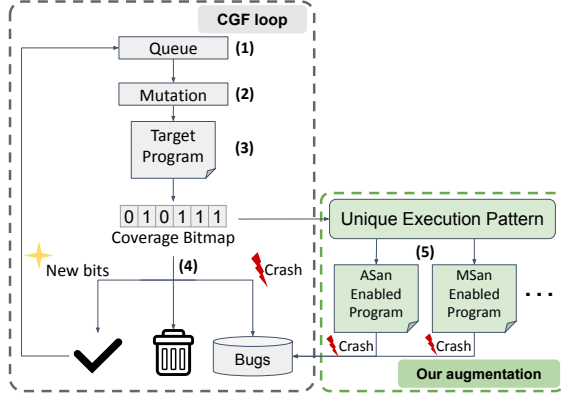 CGF loop
Queue
(1)
Mutation
(2)
Target
Program
(3)
0 1 0 1 1 1
Coverage Bitmap
(4)
New bits
Crash
Bugs
Unique Execution Pattern
(5)
ASan
Enabled
Program
MSan
Enabled
Program
...
Crash
Crash
Our augmentation